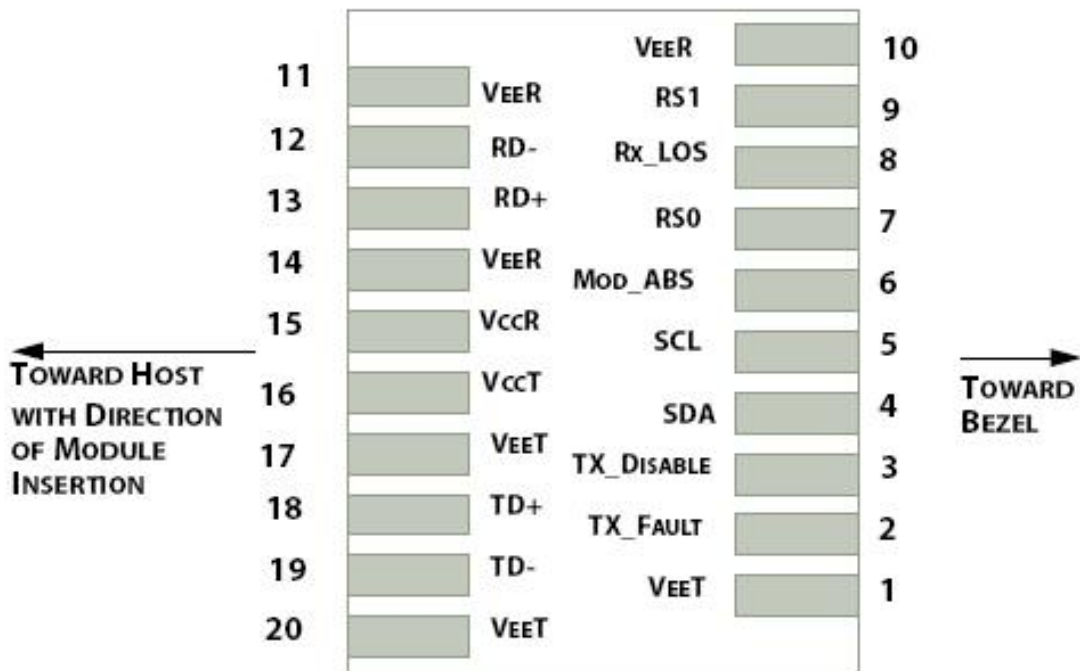 VEER 10
11 VEER
RS1 9
12 RD-
Rx_LOS 8
13 RD+
RS0 7
14 VEER
MOD_ABS 6
15 VCCR
SCL 5
TOWARD HOST
WITH DIRECTION
OF MODULE
INSERTION
TOWARD
BEZEL
16 VCCT
SDA 4
17 VEET
TX_DISABLE 3
18 TD+
TX_FAULT 2
19 TD-
VEET 1
20 VEET